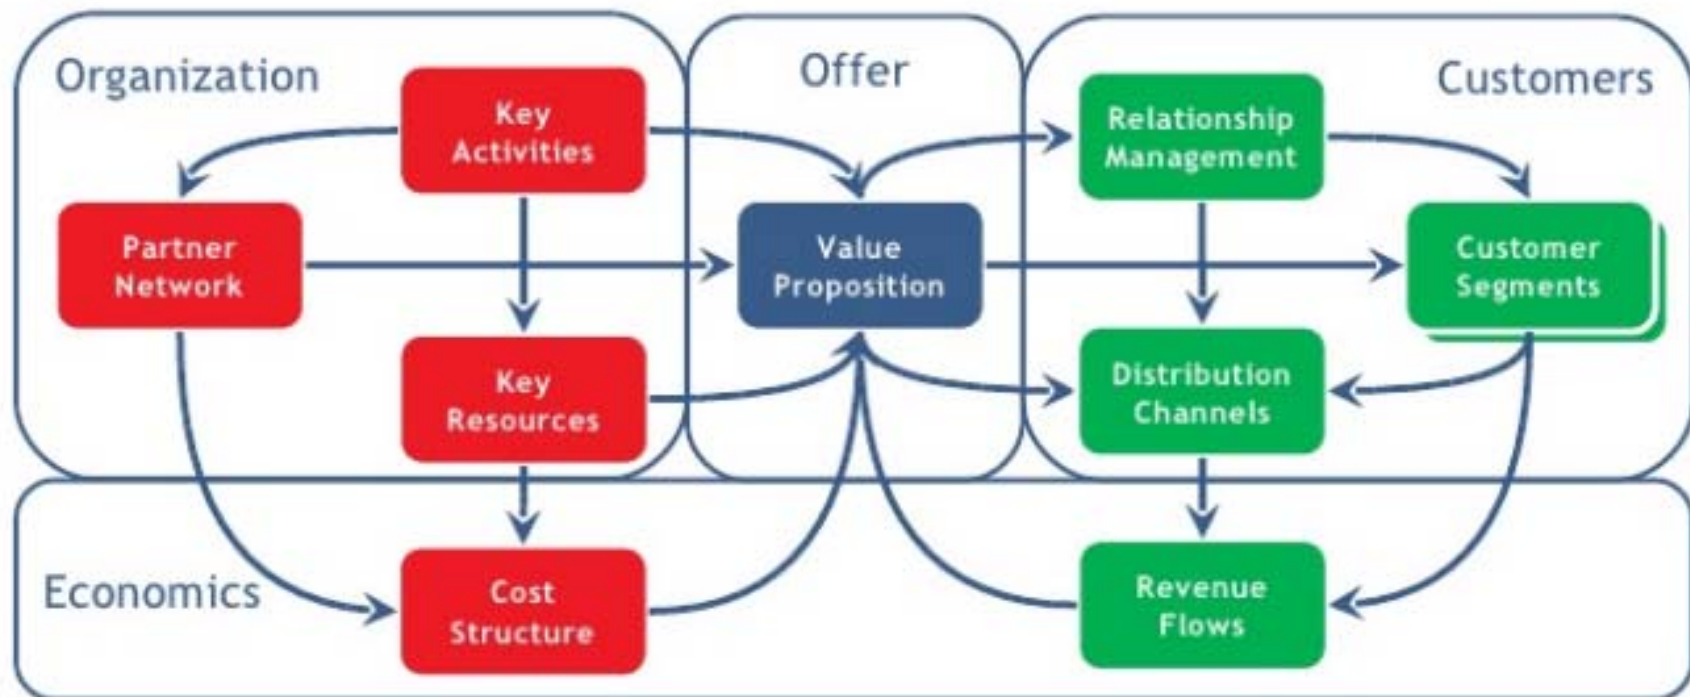 Organization
Offer
Customers
Key
Activities
Relationship
Management
Partner
Network
Value
Proposition
Customer
Segments
Key
Resources
Distribution
Channels
Economics
Cost
Structure
Revenue
Flows